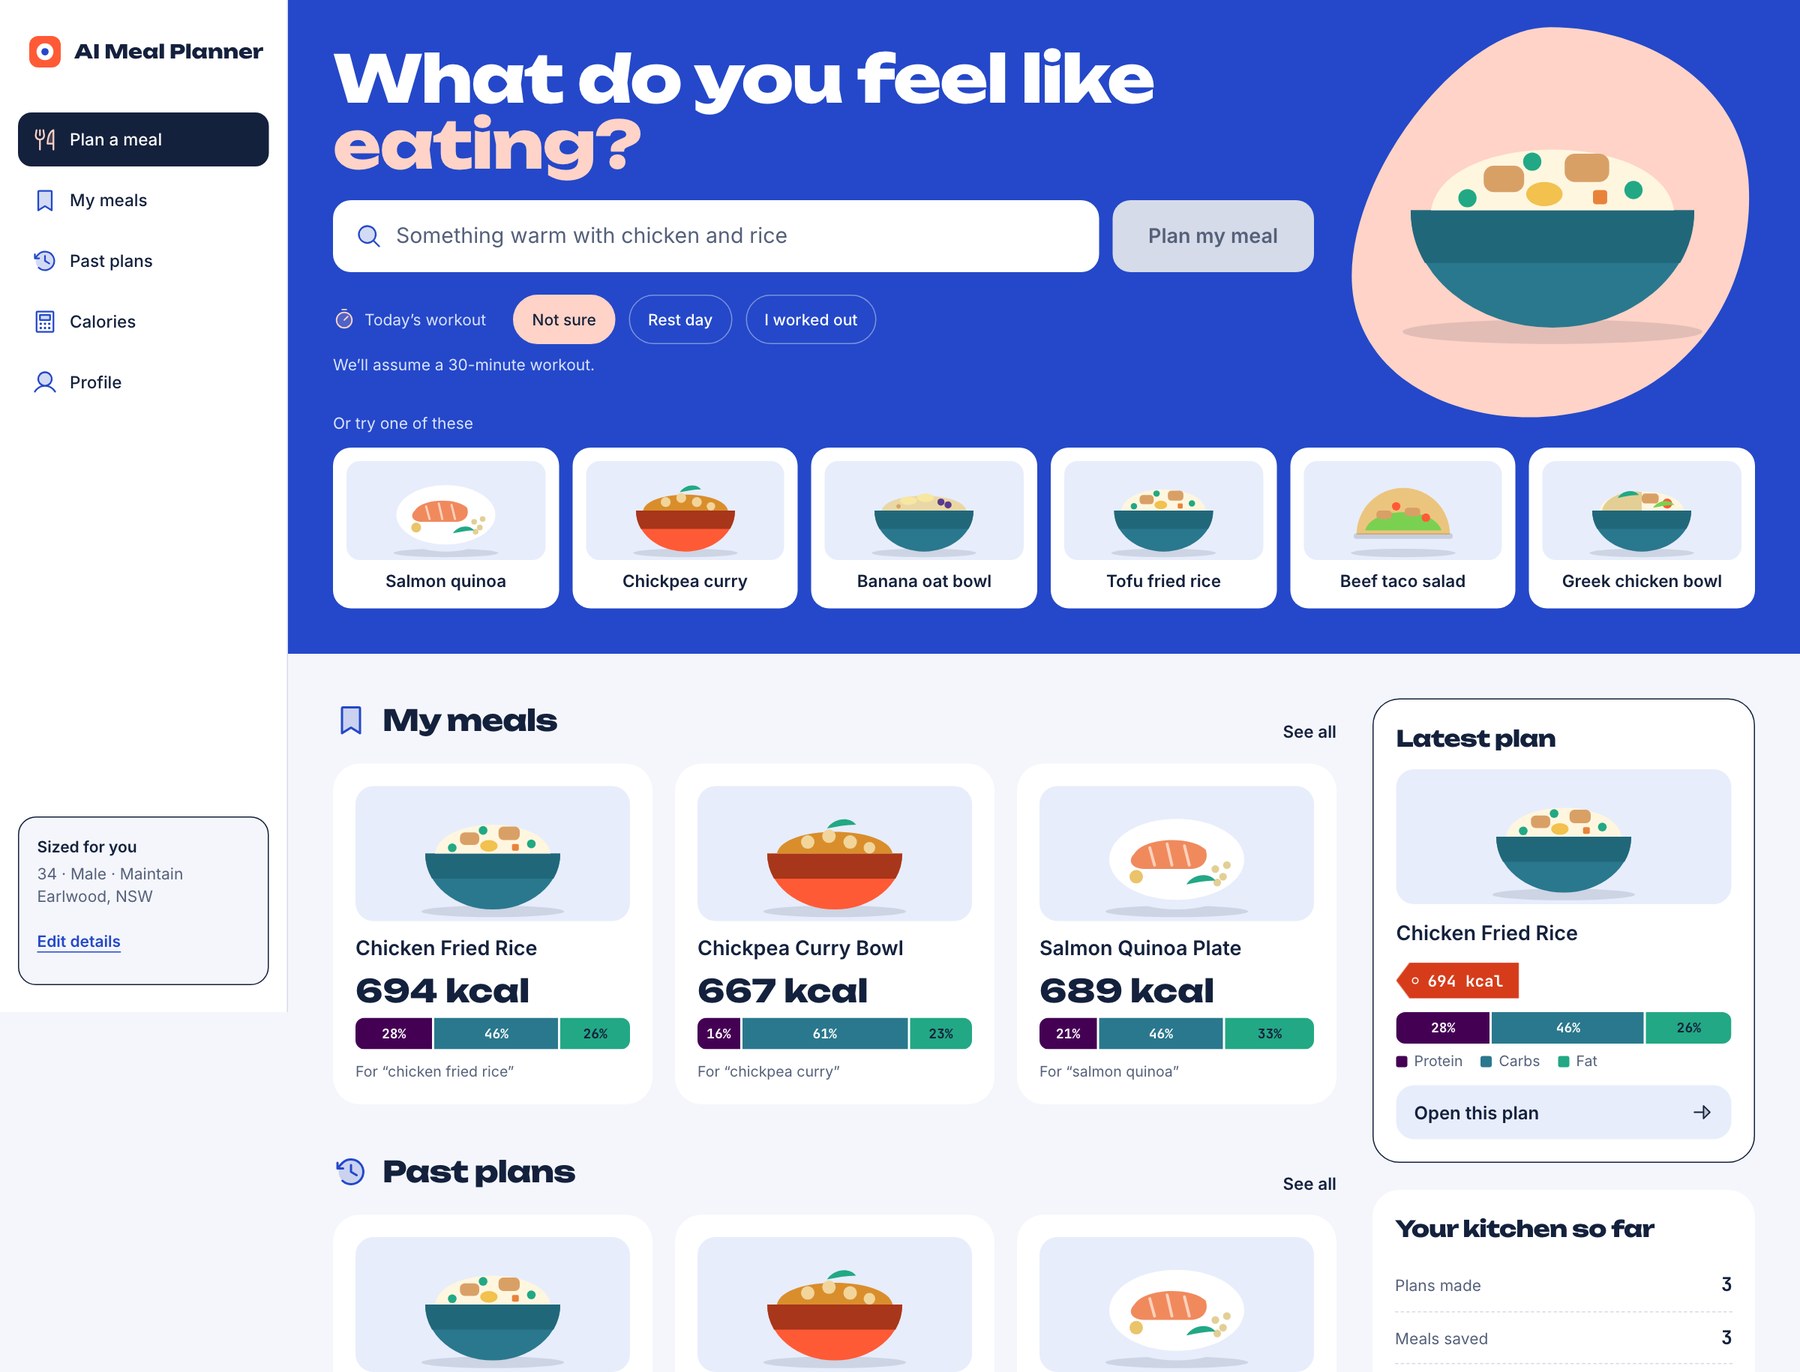 AI Meal Planner
Plan a meal
My meals
Past plans
Calories
Profile
Sized for you
34 · Male · Maintain
Earlwood, NSW
Edit details
What do you feel like
eating?
Something warm with chicken and rice
Plan my meal
Today’s workout
Not sure
Rest day
I worked out
We’ll assume a 30-minute workout.
Or try one of these
Salmon quinoa
Chickpea curry
Banana oat bowl
Tofu fried rice
Beef taco salad
Greek chicken bowl
My meals
See all
Chicken Fried Rice
694 kcal
28% 46% 26%
For “chicken fried rice”
Chickpea Curry Bowl
667 kcal
16% 61% 23%
For “chickpea curry”
Salmon Quinoa Plate
689 kcal
21% 46% 33%
For “salmon quinoa”
Past plans
See all
Latest plan
Chicken Fried Rice
694 kcal
28% 46% 26%
Protein Carbs Fat
Open this plan
Your kitchen so far
Plans made 3
Meals saved 3